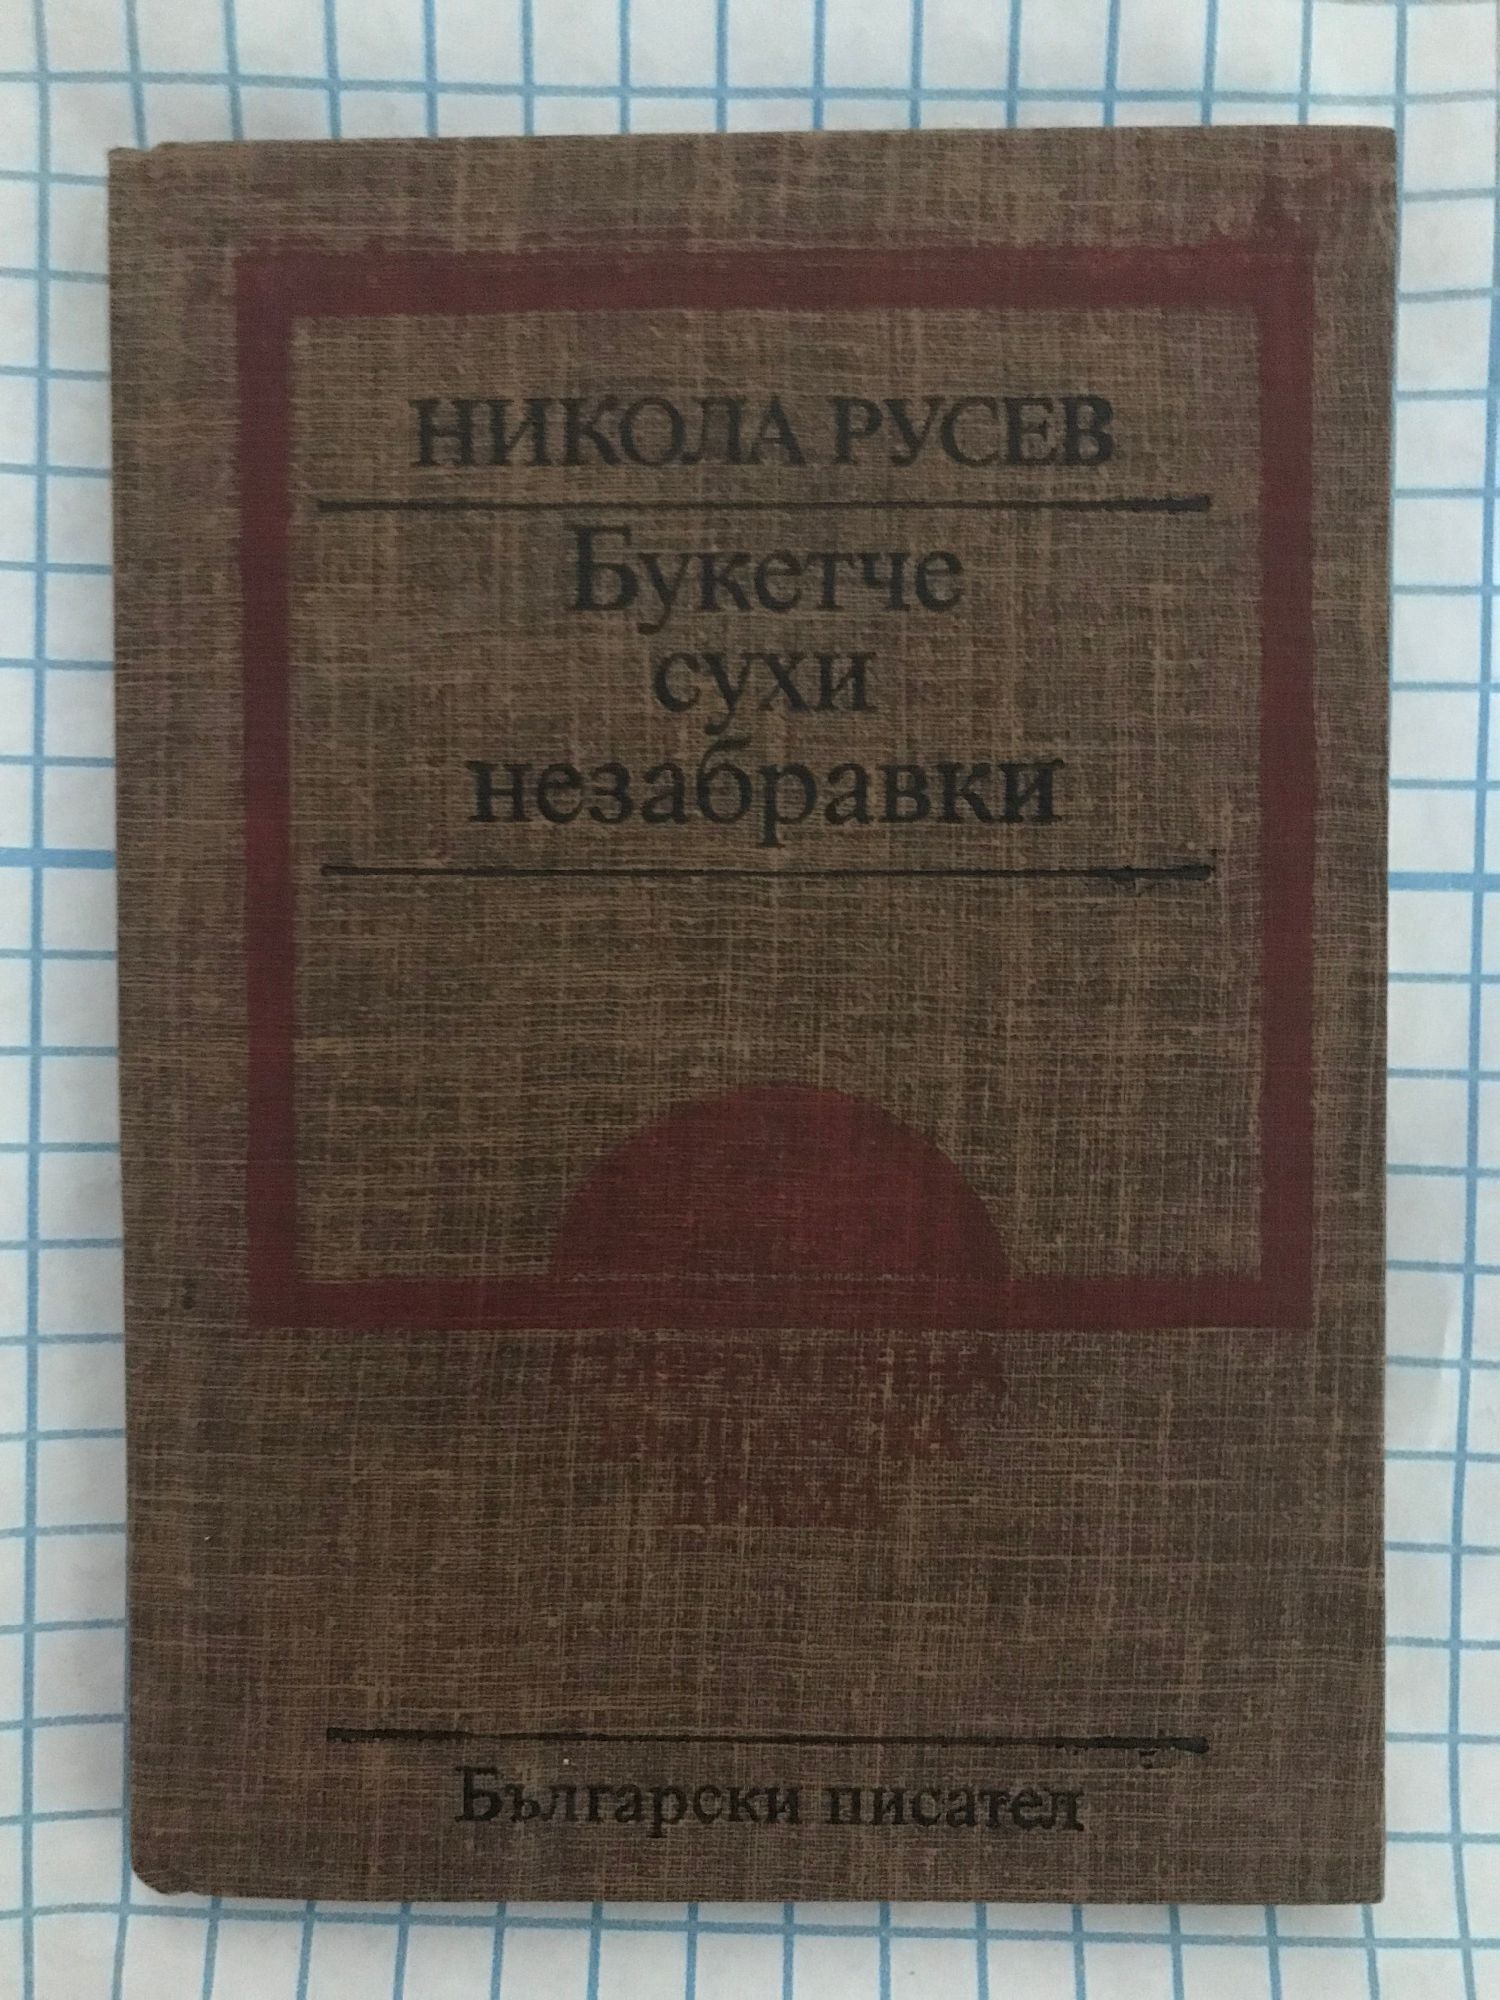 НИКОЛА РУСЕВ
Букетче
сухи
незабравки
Български писател